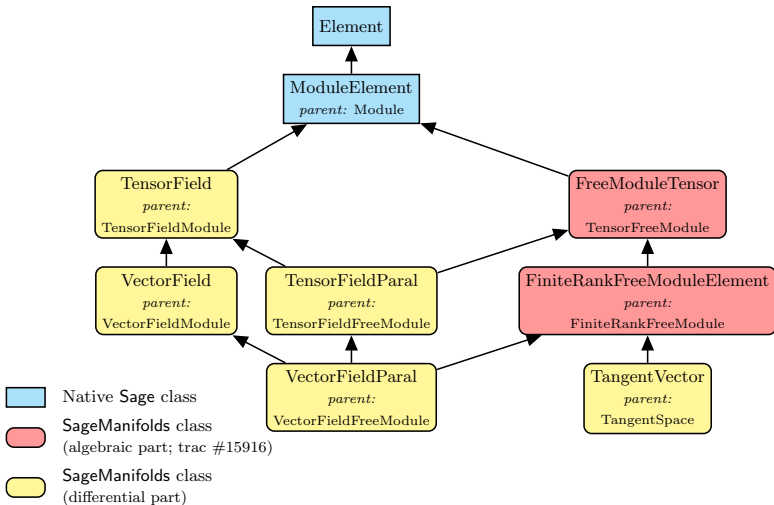 Element
ModuleElement
parent: Module
TensorField
parent:
TensorFieldModule
FreeModuleTensor
parent:
TensorFreeModule
VectorField
parent:
VectorFieldModule
TensorFieldParal
parent:
TensorFieldFreeModule
FiniteRankFreeModuleElement
parent:
FiniteRankFreeModule
VectorFieldParal
parent:
VectorFieldFreeModule
TangentVector
parent:
TangentSpace
Native Sage class
SageManifolds class
(algebraic part; trac #15916)
SageManifolds class
(differential part)